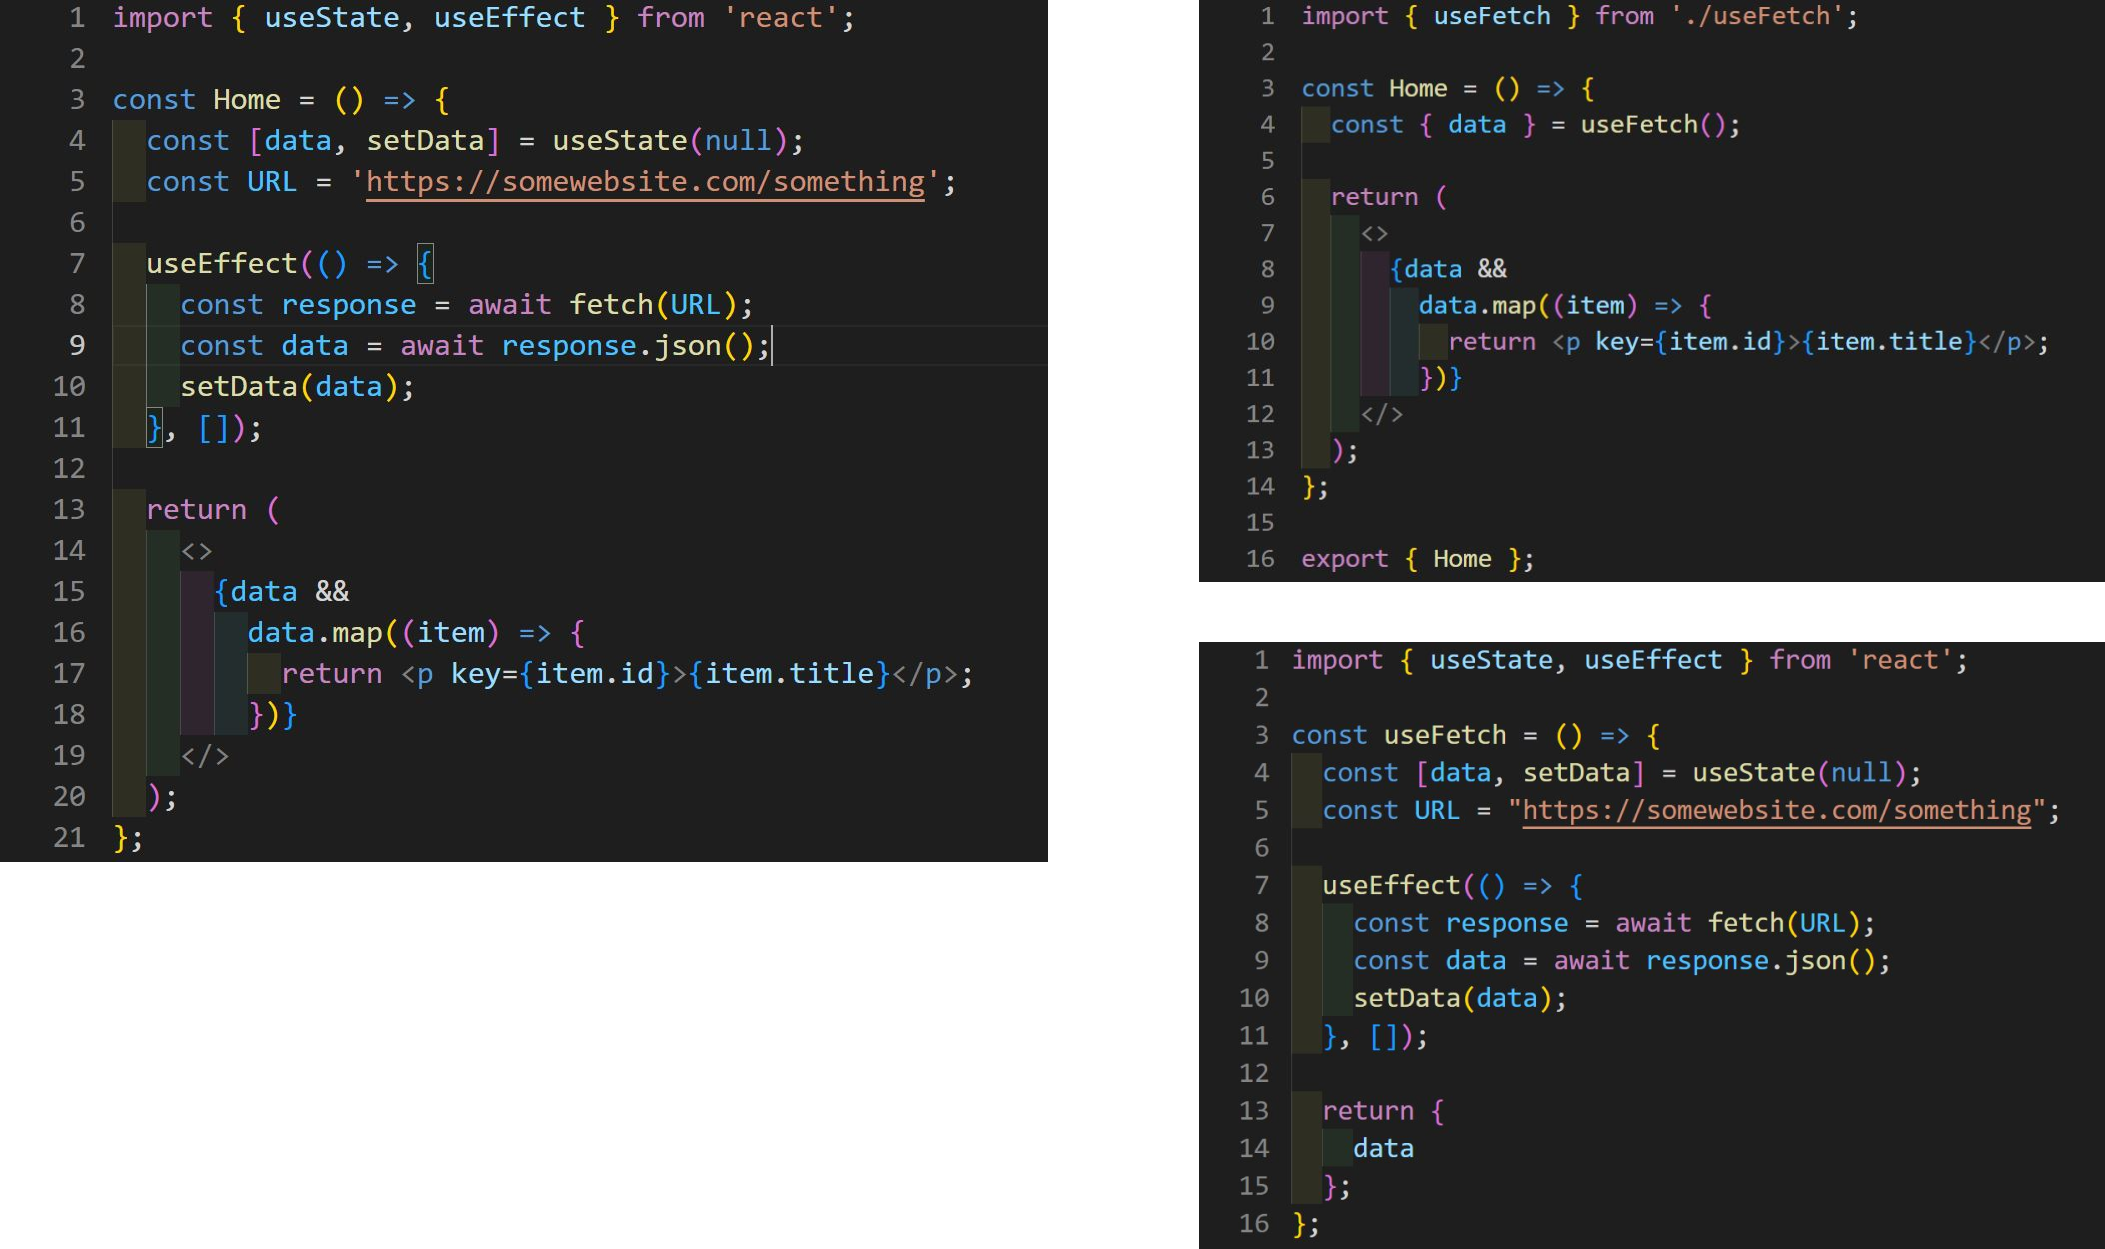 1 import { useState, useEffect } from 'react';
2
3 const Home = () => {
4   const [data, setData] = useState(null);
5   const URL = 'https://somewebsite.com/something';
6
7   useEffect(() => {
8     const response = await fetch(URL);
9     const data = await response.json();
10     setData(data);
11   }, []);
12
13   return (
14     <>
15       {data &&
16         data.map((item) => {
17           return <p key={item.id}>{item.title}</p>;
18         })}
19     </>
20   );
21 };
1 import { useFetch } from './useFetch';
2
3 const Home = () => {
4   const { data } = useFetch();
5
6   return (
7     <>
8       {data &&
9         data.map((item) => {
10           return <p key={item.id}>{item.title}</p>;
11         })}
12     </>
13   );
14 };
15
16 export { Home };
1 import { useState, useEffect } from 'react';
2
3 const useFetch = () => {
4   const [data, setData] = useState(null);
5   const URL = "https://somewebsite.com/something";
6
7   useEffect(() => {
8     const response = await fetch(URL);
9     const data = await response.json();
10     setData(data);
11   }, []);
12
13   return {
14     data
15   };
16 };